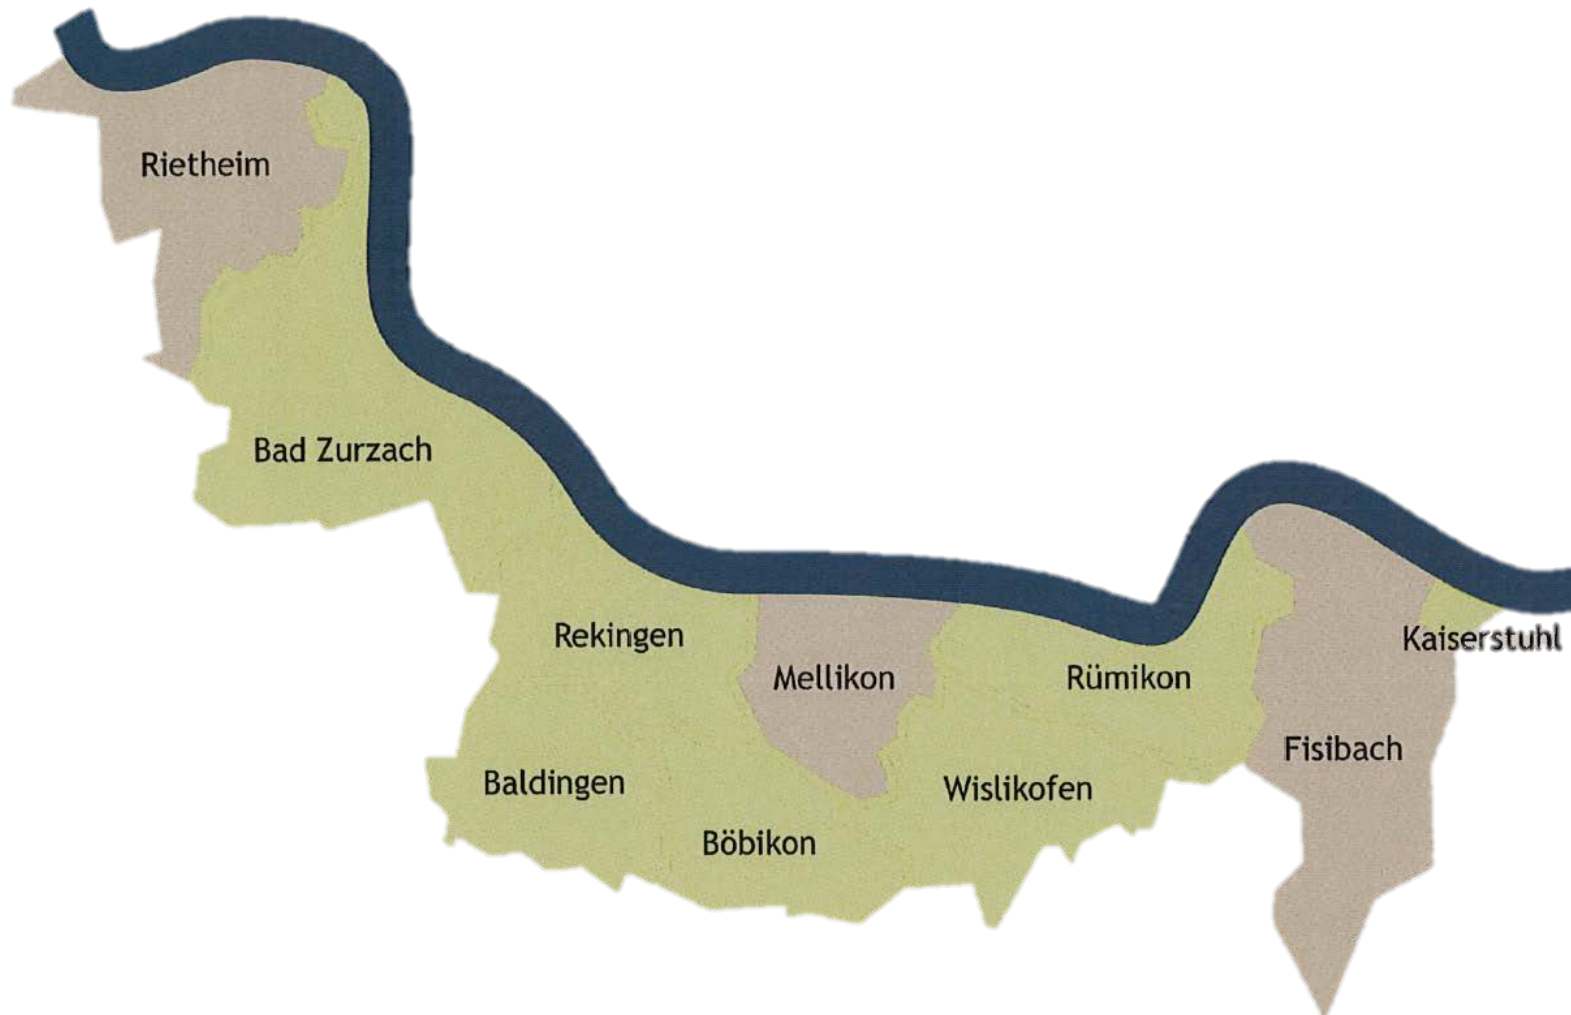 Rietheim
Bad Zurzach
Rekingen
Kaiserstuhl
Mellikon
Rümikon
Fisibach
Baldingen
Wislikofen
Böbikon